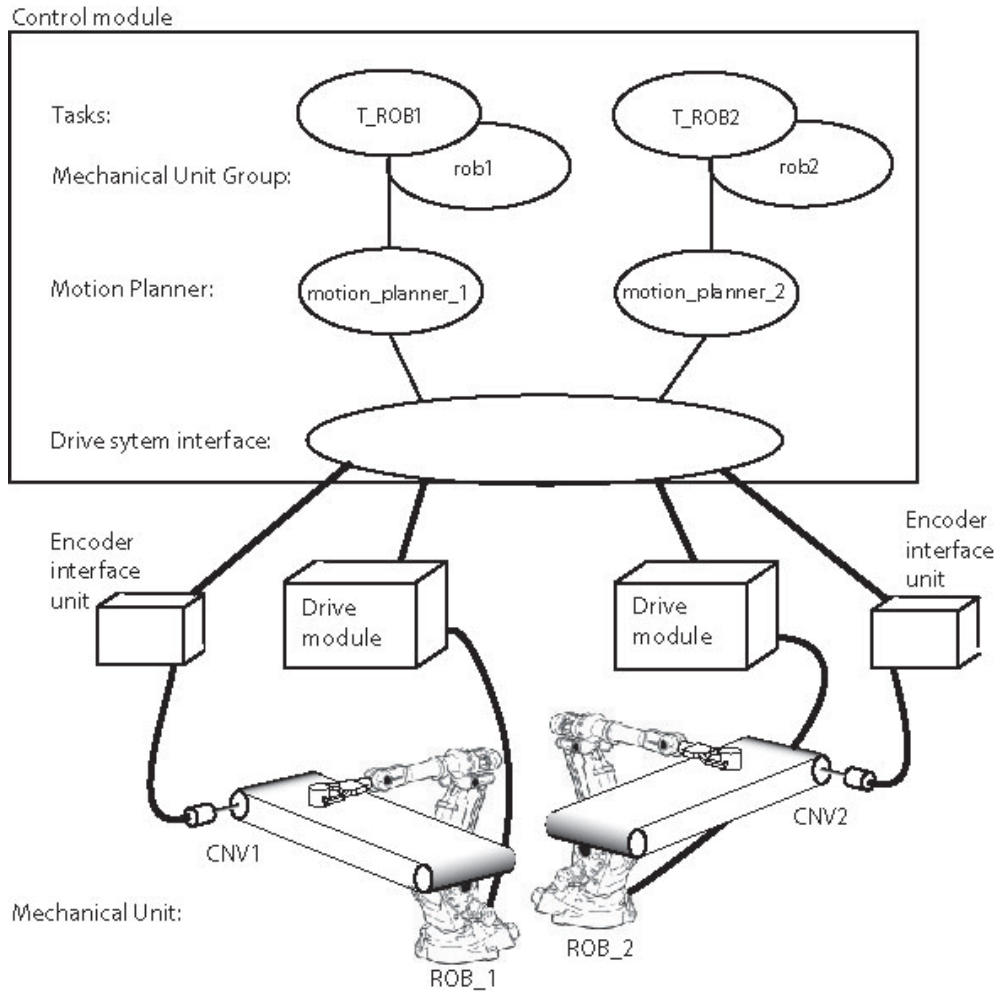 Control module
Tasks:
T_ROB1
T_ROB2
Mechanical Unit Group:
rob1
rob2
Motion Planner:
motion_planner_1
motion_planner_2
Drive sytem interface:
Encoder
interface
unit
Drive
module
Drive
module
Encoder
interface
unit
CNV1
CNV2
Mechanical Unit:
ROB_1
ROB_2